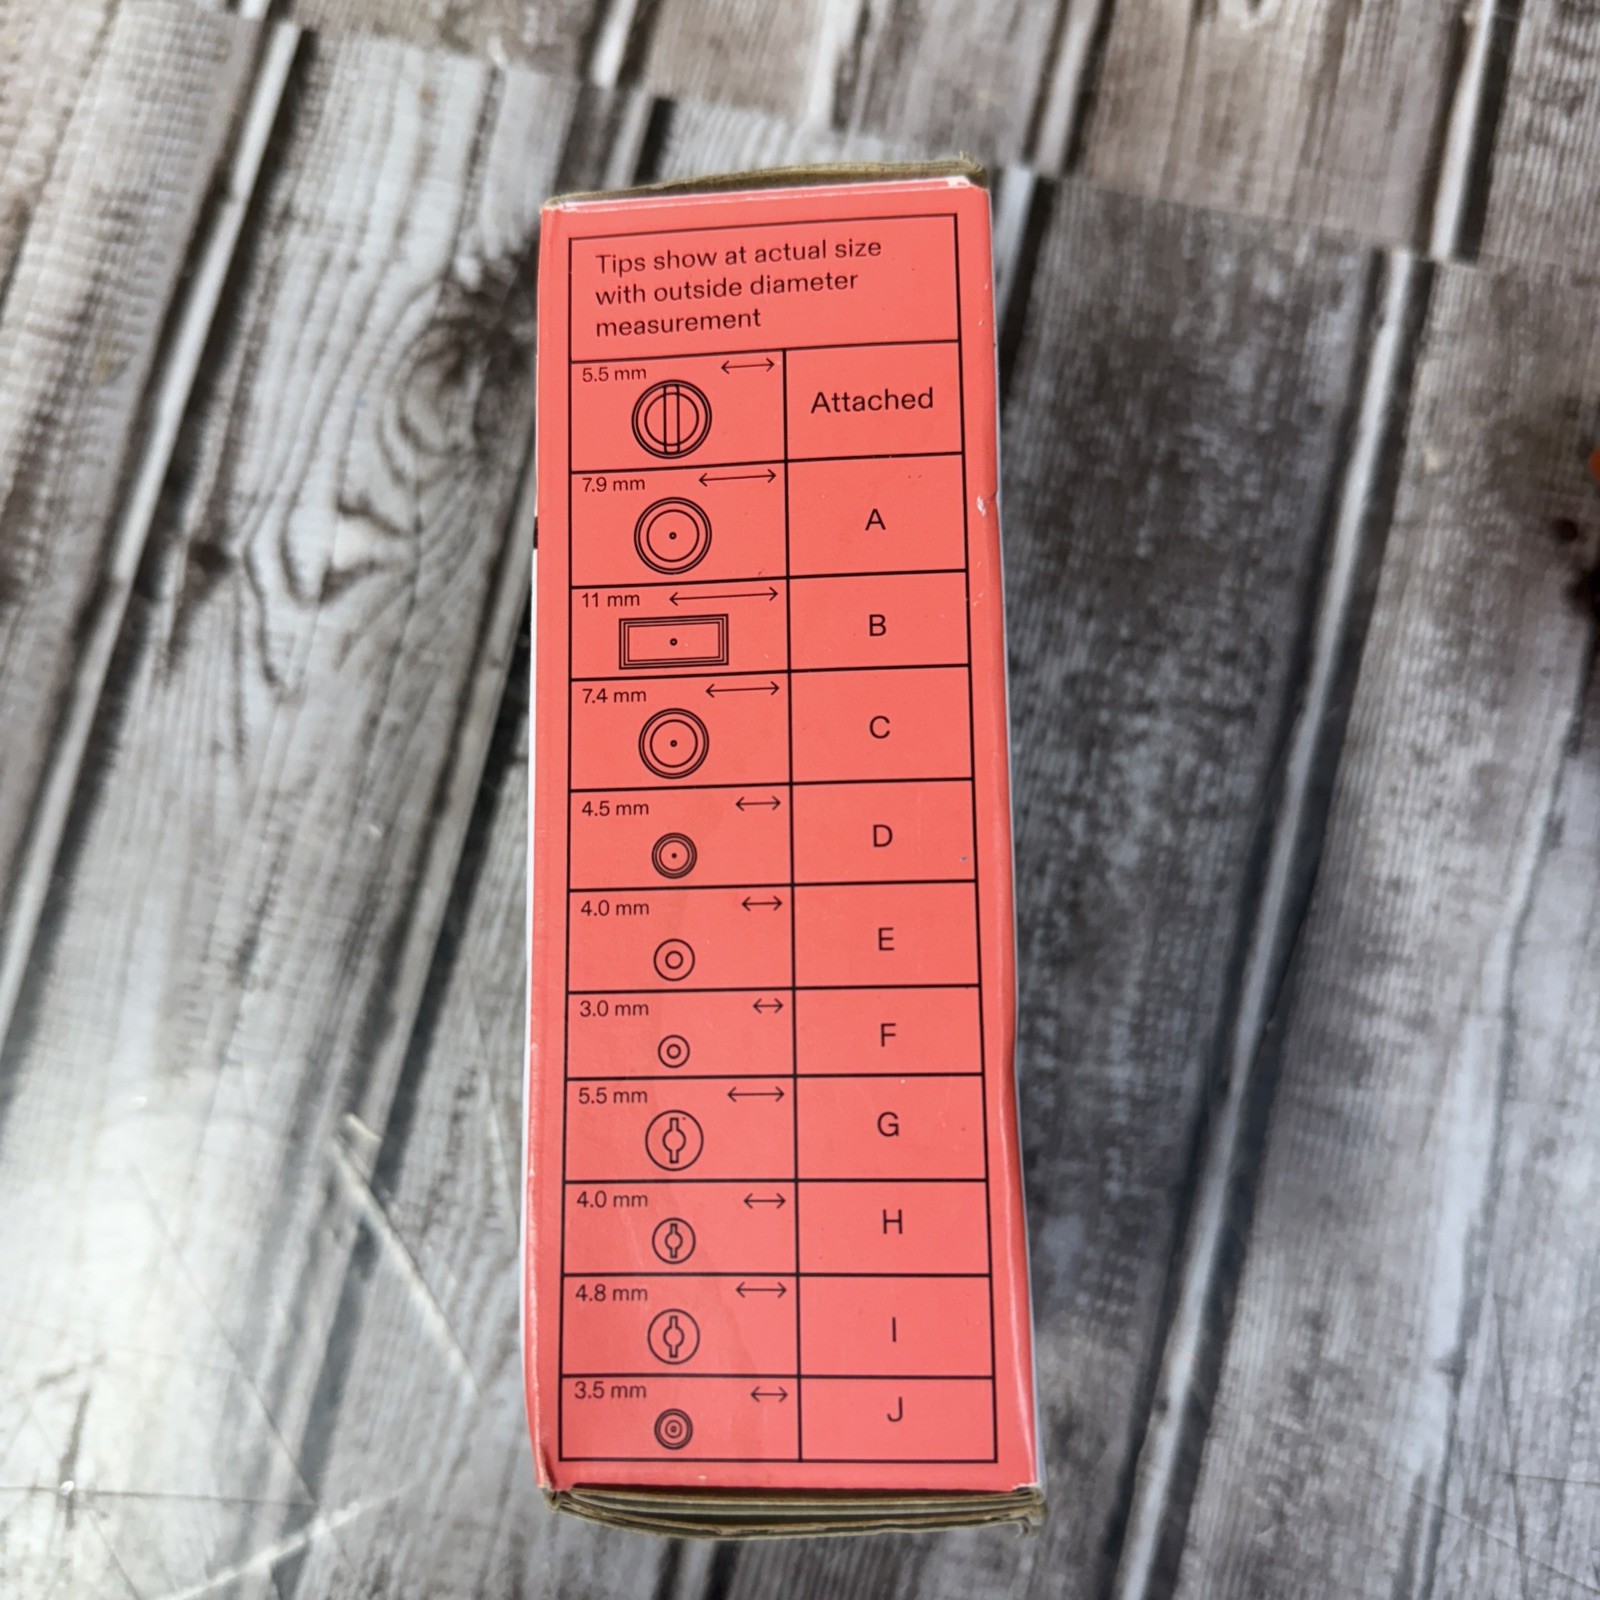 Tips show at actual size
with outside diameter
measurement
5.5 mm
Attached
7.9 mm
A
11 mm
B
7.4 mm
C
4.5 mm
D
4.0 mm
E
3.0 mm
F
5.5 mm
G
4.0 mm
H
4.8 mm
I
3.5 mm
J